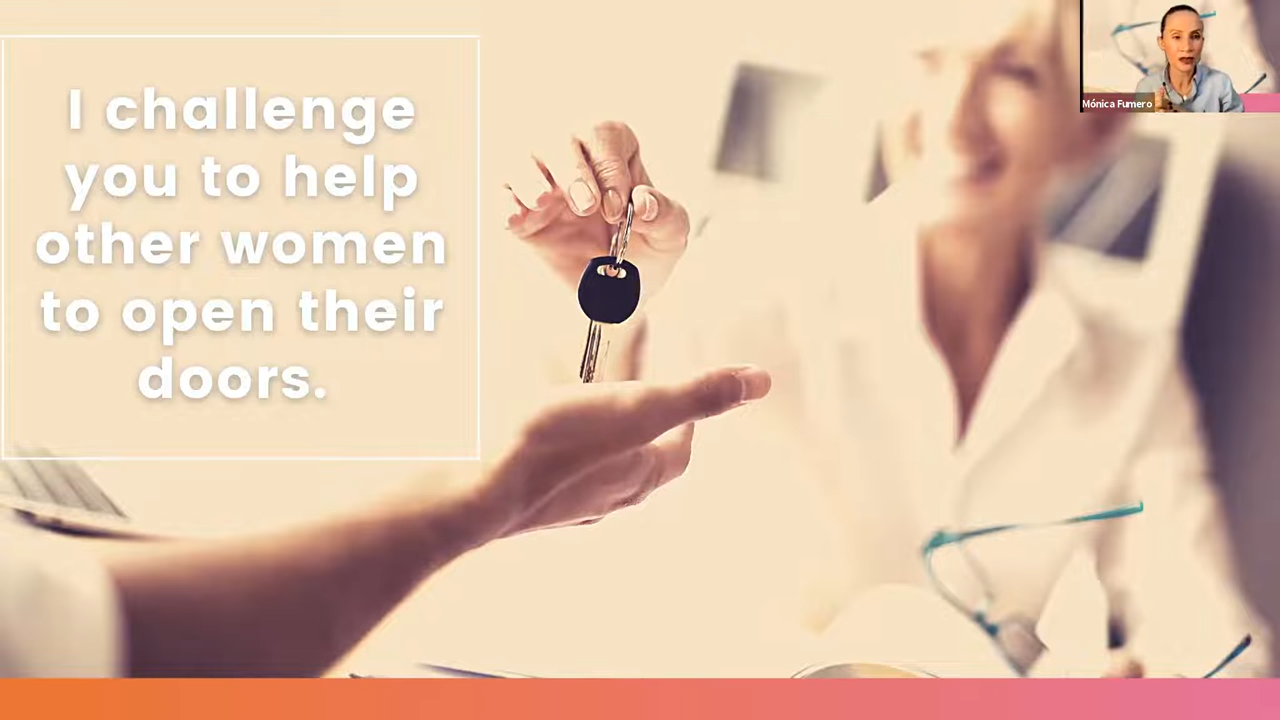 I challenge
you to help
other women
to open their
doors.
Mónica Fumero